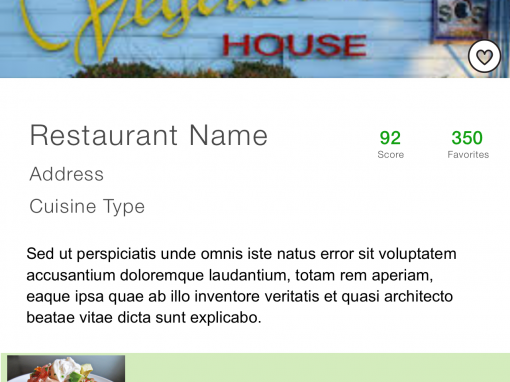 HOUSE
SOS
Restaurant Name
92
Score
350
Favorites
Address
Cuisine Type
Sed ut perspiciatis unde omnis iste natus error sit voluptatem
accusantium doloremque laudantium, totam rem aperiam,
eaque ipsa quae ab illo inventore veritatis et quasi architecto
beatae vitae dicta sunt explicabo.